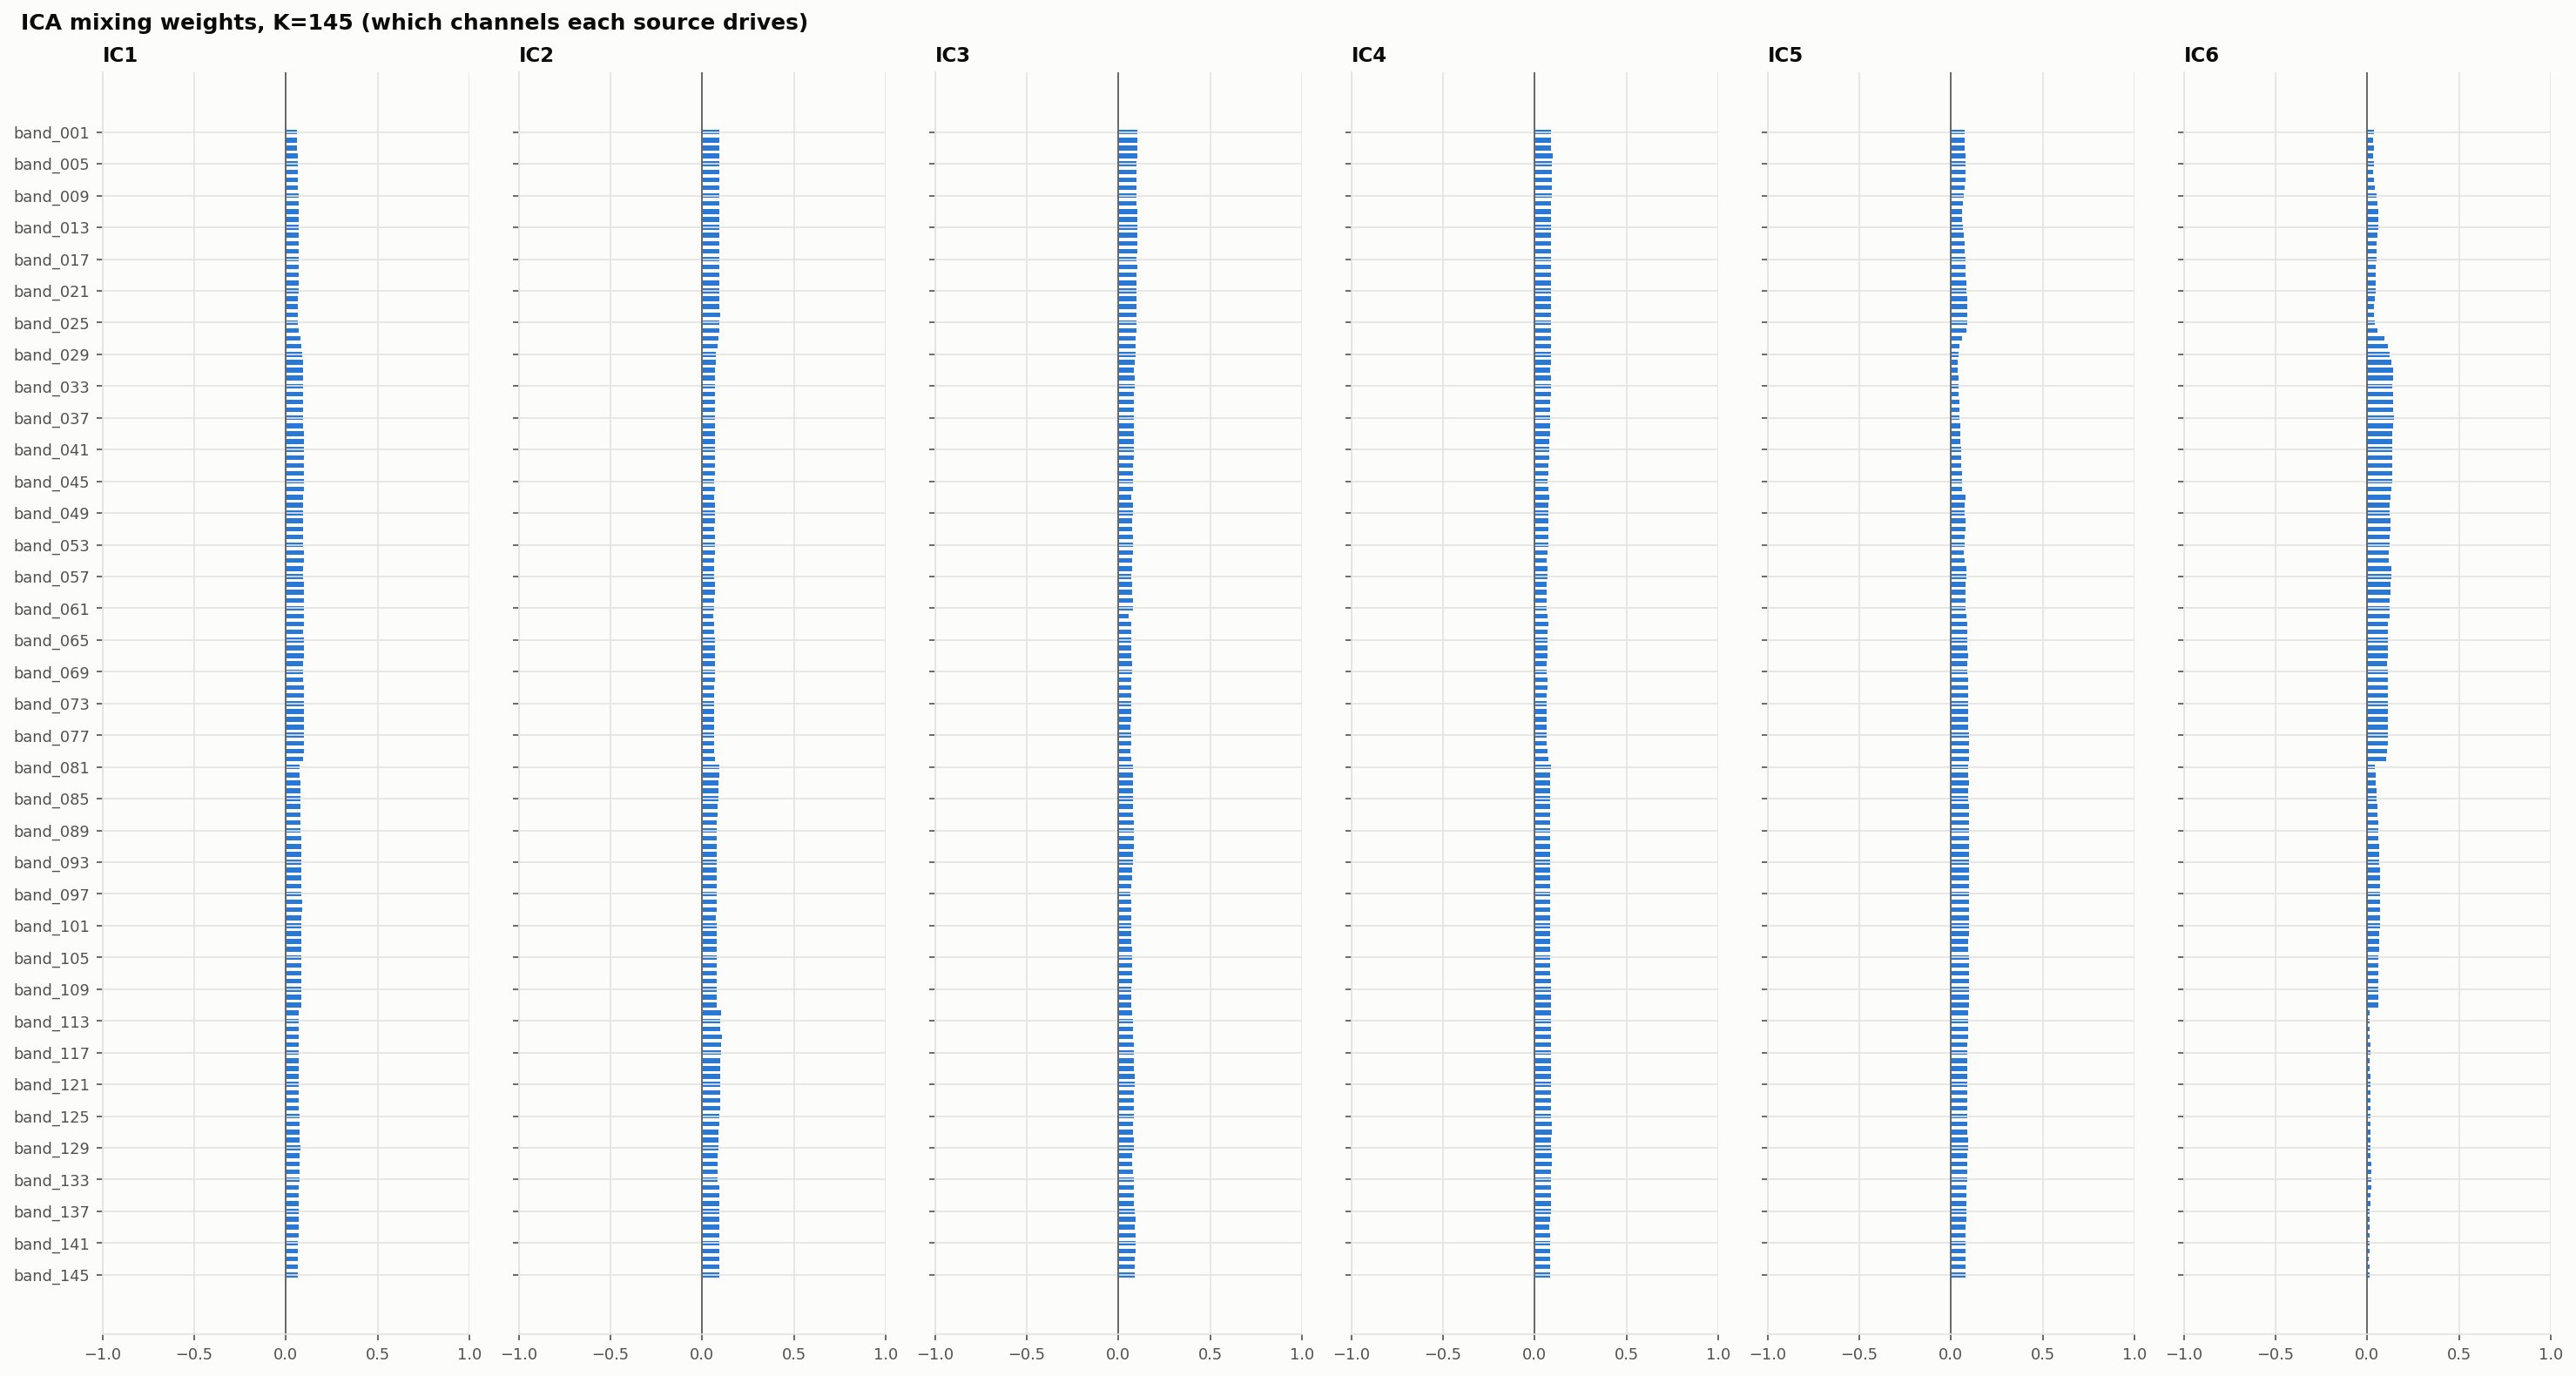 ICA mixing weights, K=145 (which channels each source drives)
IC1 IC2 IC3 IC4 IC5 IC6
band_001
band_005
band_009
band_013
band_017
band_021
band_025
band_029
band_033
band_037
band_041
band_045
band_049
band_053
band_057
band_061
band_065
band_069
band_073
band_077
band_081
band_085
band_089
band_093
band_097
band_101
band_105
band_109
band_113
band_117
band_121
band_125
band_129
band_133
band_137
band_141
band_145
−1.0 −0.5 0.0 0.5 1.0 −1.0 −0.5 0.0 0.5 1.0 −1.0 −0.5 0.0 0.5 1.0 −1.0 −0.5 0.0 0.5 1.0 −1.0 −0.5 0.0 0.5 1.0 −1.0 −0.5 0.0 0.5 1.0